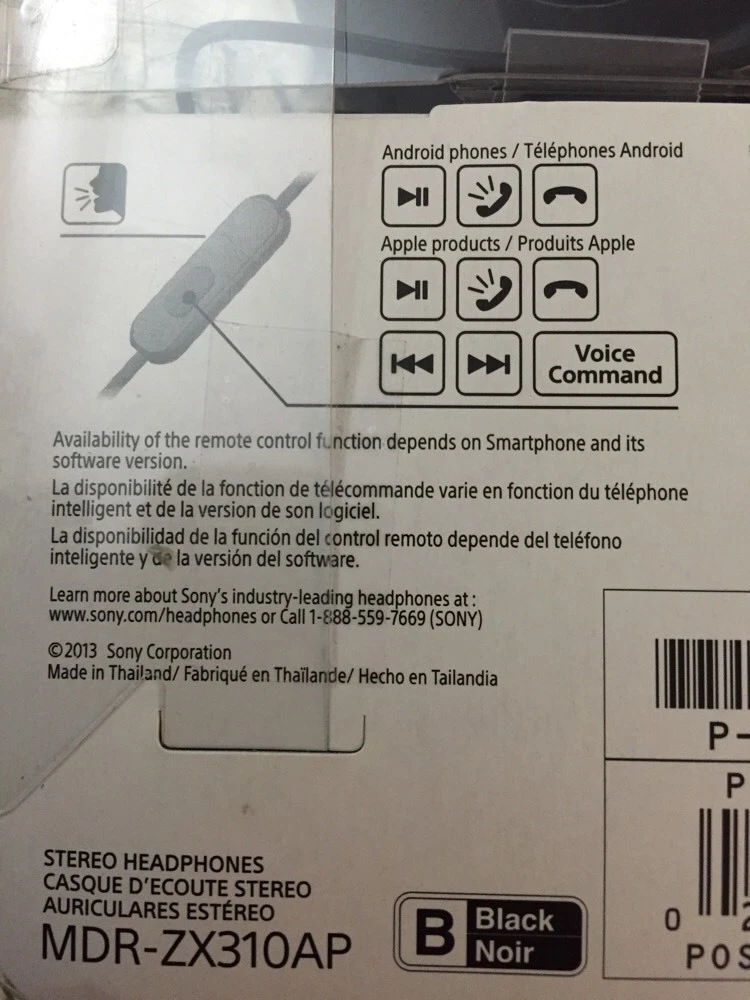 Android phones / Téléphones Android
Apple products / Produits Apple
Voice
Command
Availability of the remote control function depends on Smartphone and its
software version.
La disponibilité de la fonction de télécommande varie en fonction du téléphone
intelligent et de la version de son logiciel.
La disponibilidad de la función del control remoto depende del teléfono
inteligente y de la versión del software.
Learn more about Sony's industry-leading headphones at :
www.sony.com/headphones or Call 1-888-559-7669 (SONY)
©2013 Sony Corporation
Made in Thailand/ Fabriqué en Thaïlande/ Hecho en Tailandia
P-
P
0 2
POS
STEREO HEADPHONES
CASQUE D'ECOUTE STEREO
AURICULARES ESTÉREO
MDR-ZX310AP
B Black
Noir